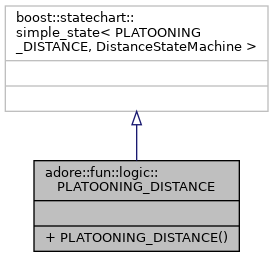 boost::statechart::
simple_state< PLATOONING
_DISTANCE, DistanceStateMachine >
adore::fun::logic::
PLATOONING_DISTANCE
+ PLATOONING_DISTANCE()